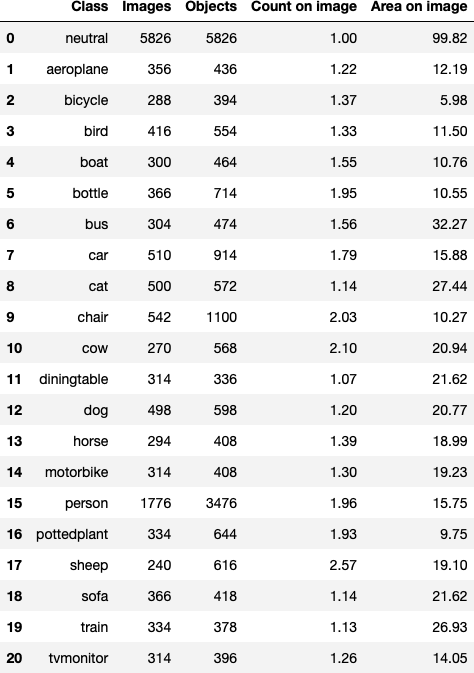 Class Images Objects Count on image Area on image
0 neutral 5826 5826 1.00 99.82
1 aeroplane 356 436 1.22 12.19
2 bicycle 288 394 1.37 5.98
3 bird 416 554 1.33 11.50
4 boat 300 464 1.55 10.76
5 bottle 366 714 1.95 10.55
6 bus 304 474 1.56 32.27
7 car 510 914 1.79 15.88
8 cat 500 572 1.14 27.44
9 chair 542 1100 2.03 10.27
10 cow 270 568 2.10 20.94
11 diningtable 314 336 1.07 21.62
12 dog 498 598 1.20 20.77
13 horse 294 408 1.39 18.99
14 motorbike 314 408 1.30 19.23
15 person 1776 3476 1.96 15.75
16 pottedplant 334 644 1.93 9.75
17 sheep 240 616 2.57 19.10
18 sofa 366 418 1.14 21.62
19 train 334 378 1.13 26.93
20 tvmonitor 314 396 1.26 14.05